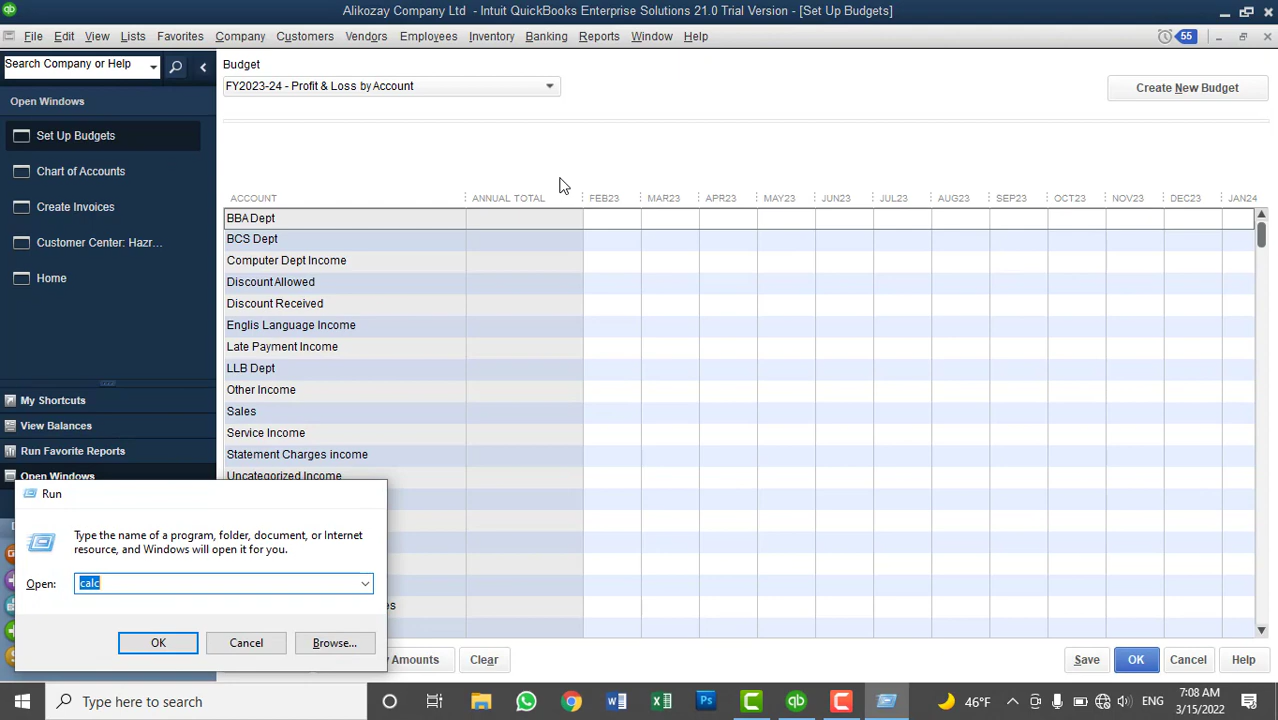 Alikozay Company Ltd - Intuit QuickBooks Enterprise Solutions 21.0 Trial Version - [Set Up Budgets]
File Edit View Lists Favorites Company Customers Vendors Employees Inventory Banking Reports Window Help 55
Search Company or Help
Open Windows
Set Up Budgets
Chart of Accounts
Create Invoices
Customer Center: Hazr...
Home
My Shortcuts
View Balances
Run Favorite Reports
Open Windows
Budget
FY2023-24 - Profit & Loss by Account
Create New Budget
ACCOUNT ANNUAL TOTAL FEB23 MAR23 APR23 MAY23 JUN23 JUL23 AUG23 SEP23 OCT23 NOV23 DEC23 JAN24
BBA Dept
BCS Dept
Computer Dept Income
Discount Allowed
Discount Received
Englis Language Income
Late Payment Income
LLB Dept
Other Income
Sales
Service Income
Statement Charges income
Uncategorized Income
Run
Type the name of a program, folder, document, or Internet
resource, and Windows will open it for you.
Open: calc
OK Cancel Browse...
Amounts Clear Save OK Cancel Help
Type here to search
46°F
ENG
7:08 AM
3/15/2022